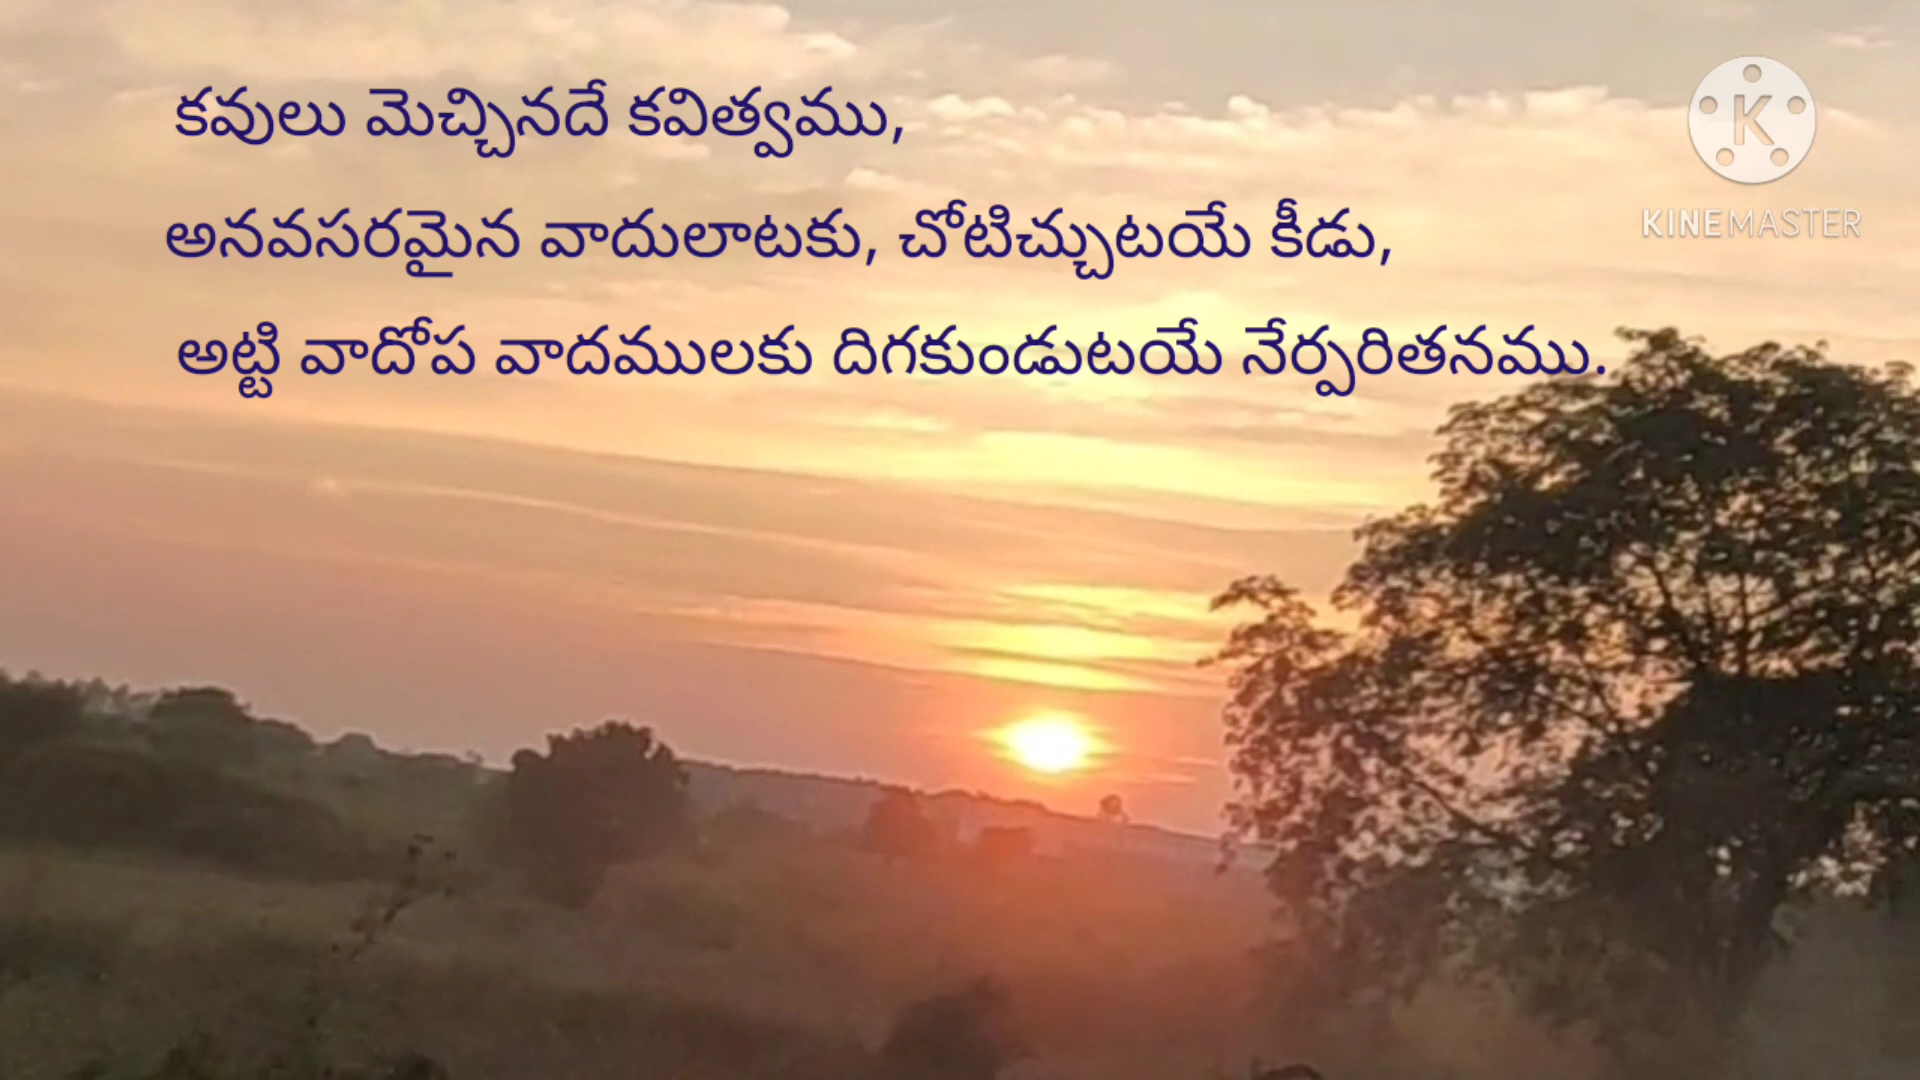 కవులు మెచ్చినదే కవిత్వము,
అనవసరమైన వాదులాటకు, చోటిచ్చుటయే కీడు,
అట్టి వాదోప వాదములకు దిగకుండుటయే నేర్పరితనము.
K
KINEMASTER